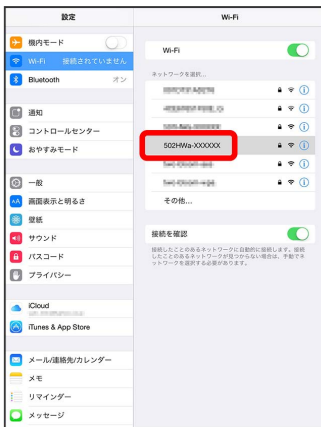 設定
機内モード
Wi-Fi 接続されていません
Bluetooth オン
通知
コントロールセンター
おやすみモード
一般
画面表示と明るさ
壁紙
サウンド
パスコード
プライバシー
iCloud
iTunes & App Store
メール/連絡先/カレンダー
メモ
リマインダー
メッセージ
Wi-Fi
Wi-Fi
ネットワークを選択...
502HWa-XXXXXX
その他...
接続を確認
接続したことのあるネットワークに自動的に接続します。接続
したことのあるネットワークが見つからない場合は、手動でネ
ットワークを選択する必要があります。